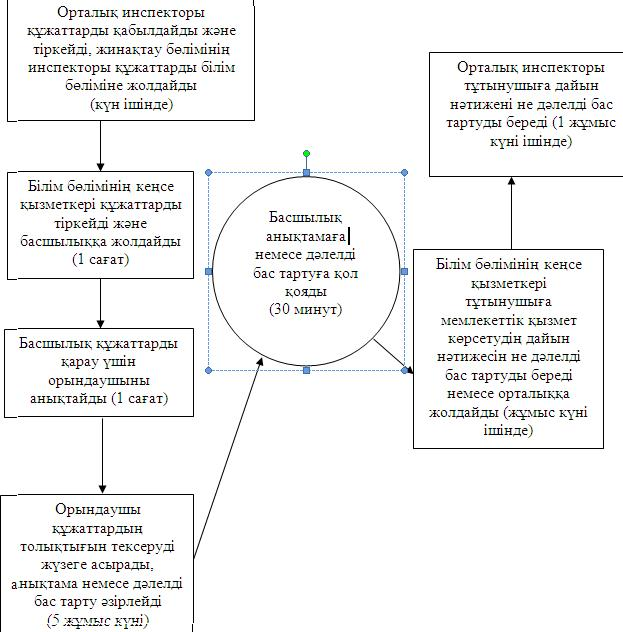 Орталық инспекторы
құжаттарды қабылдайды және
тіркейді, жинақтау бөлімінің
инспекторы құжаттарды білім
бөліміне жолдайды
(күн ішінде)
Білім бөлімінің кеңсе
қызметкері құжаттарды
тіркейді және
басшылыққа жолдайды
(1 сағат)
Басшылық құжаттарды
қарау үшін
орындаушыны
анықтайды (1 сағат)
Орындаушы
құжаттардың
толықтығын тексеруді
жүзеге асырады,
анықтама немесе дәлелді
бас тарту әзірлейді
(5 жұмыс күні)
Басшылық
анықтамаға
немесе дәлелді
бас тартуға қол
қояды
(30 минут)
Білім бөлімінің кеңсе
қызметкері
тұтынушыға
мемлекеттік қызмет
көрсетудің дайын
нәтижесін не дәлелді
бас тартуды береді
немесе орталыққа
жолдайды (жұмыс күні
ішінде)
Орталық инспекторы
тұтынушыға дайын
нәтижені не дәлелді бас
тартуды береді (1 жұмыс
күні ішінде)